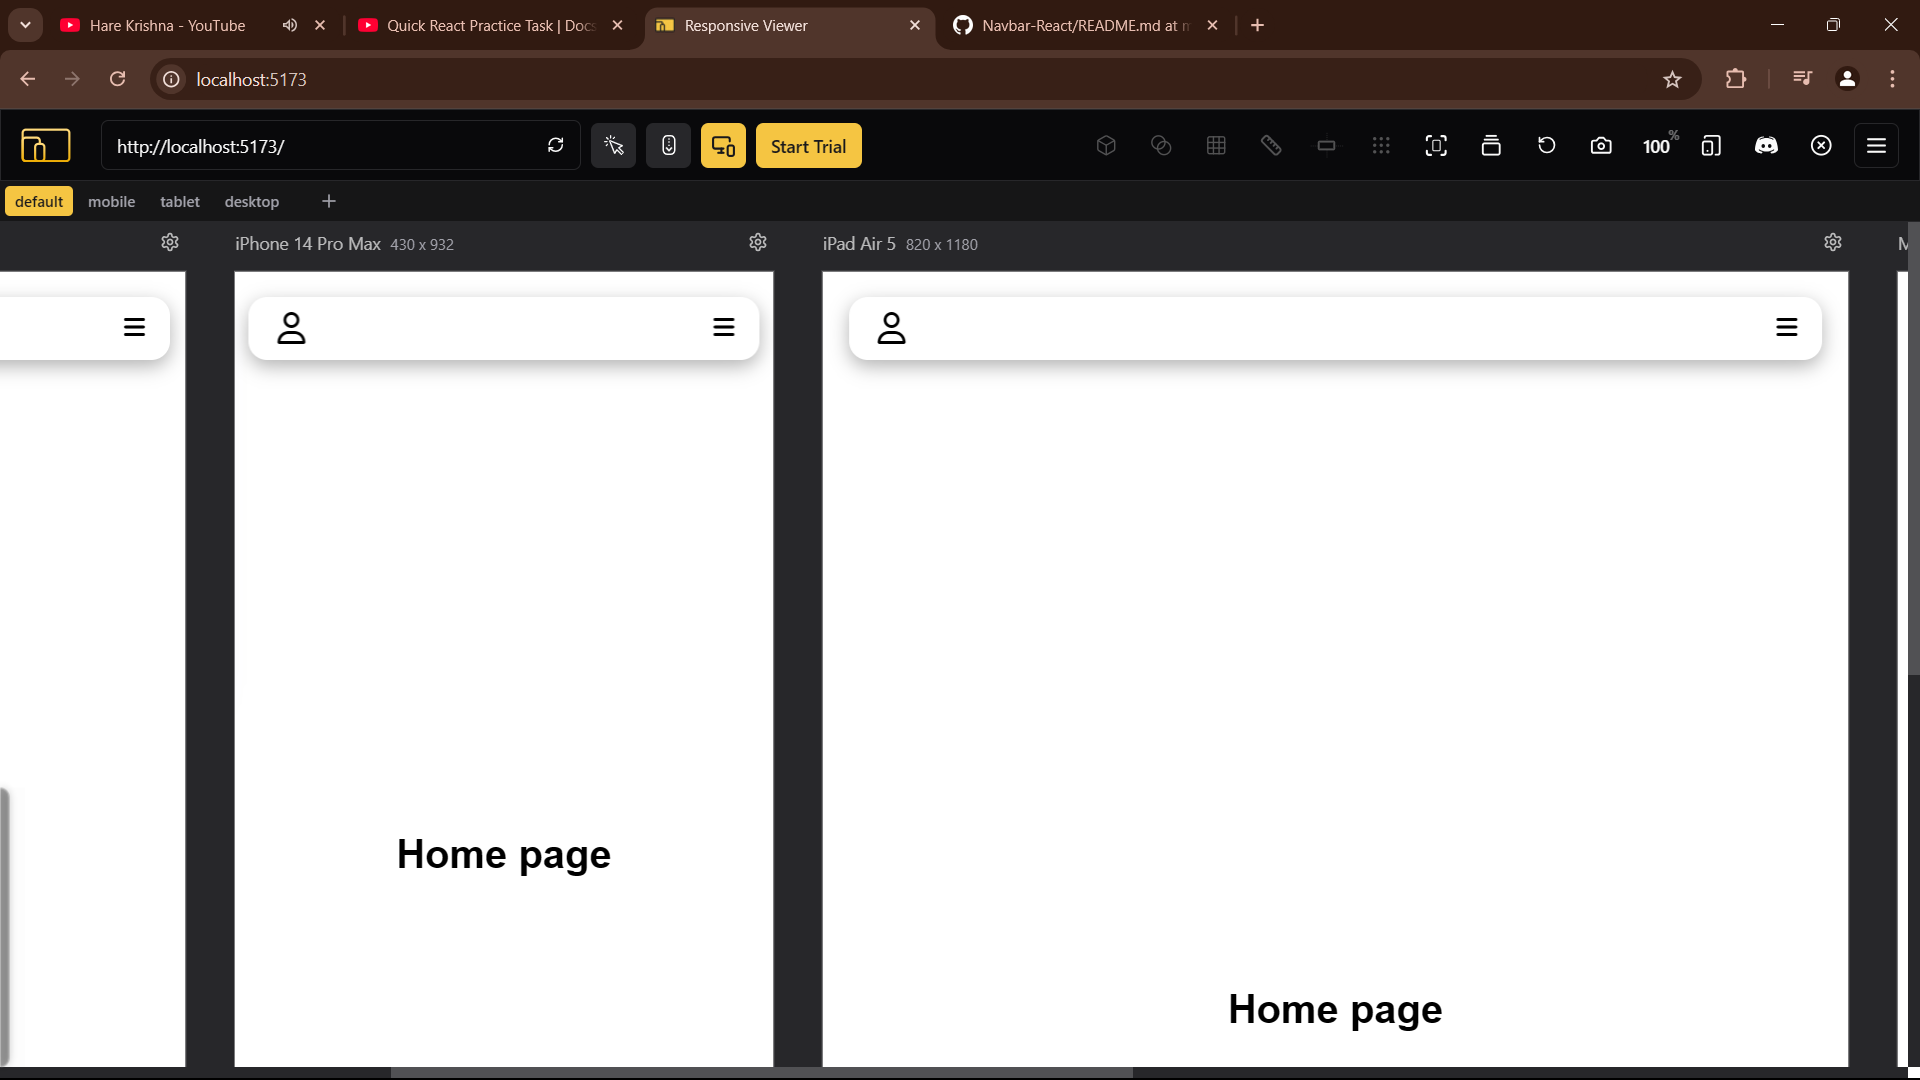 Hare Krishna - YouTube
Quick React Practice Task | Docs
Responsive Viewer
Navbar-React/README.md at m
localhost:5173
http://localhost:5173/
Start Trial
100%
default
mobile
tablet
desktop
iPhone 14 Pro Max 430 x 932
iPad Air 5 820 x 1180
M
Home page
Home page